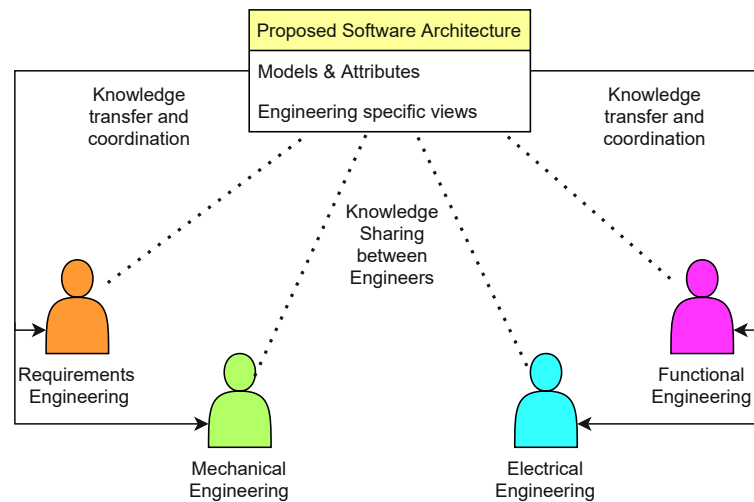 Proposed Software Architecture
Models & Attributes
Engineering specific views
Knowledge
transfer and
coordination
Knowledge
transfer and
coordination
Knowledge
Sharing
between
Engineers
Requirements
Engineering
Functional
Engineering
Mechanical
Engineering
Electrical
Engineering